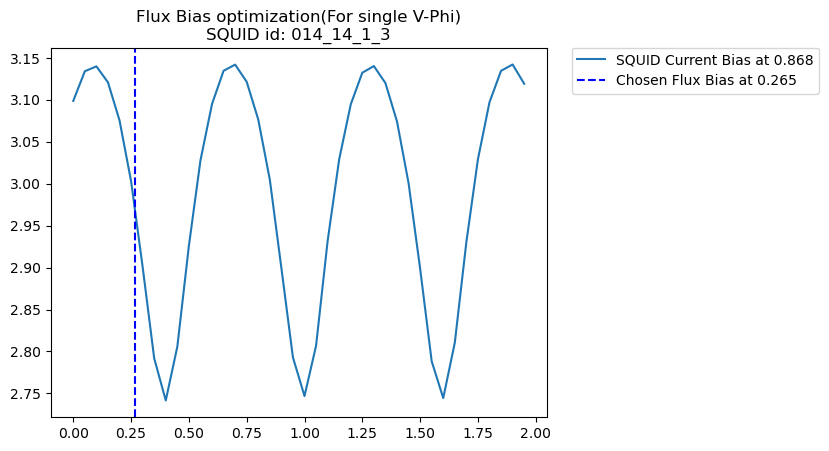 Flux Bias optimization(For single V-Phi)
SQUID id: 014_14_1_3
SQUID Current Bias at 0.868
Chosen Flux Bias at 0.265
3.15
3.10
3.05
3.00
2.95
2.90
2.85
2.80
2.75
0.00 0.25 0.50 0.75 1.00 1.25 1.50 1.75 2.00